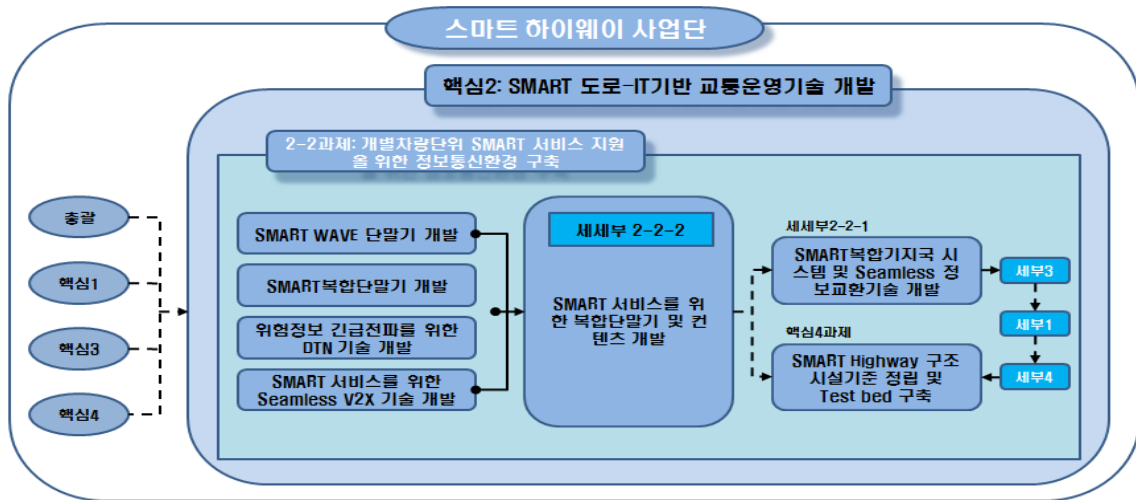 스마트 하이웨이 사업단
핵심2: SMART 도로-IT기반 교통운영기술 개발
2-2과제: 개별차량단위 SMART 서비스 지원
을 위한 정보통신환경 구축
총괄
핵심1
핵심3
핵심4
SMART WAVE 단말기 개발
SMART복합단말기 개발
위험정보 긴급전파를 위한
DTN 기술 개발
SMART 서비스를 위한
Seamless V2X 기술 개발
세세부 2-2-2
SMART 서비스를 위
한 복합단말기 및 컨
텐츠 개발
세세부2-2-1
SMART복합기지국 시
스템 및 Seamless 정
보교환기술 개발
핵심4과제
SMART Highway 구조
시설기준 정립 및
Test bed 구축
세부3
세부1
세부4